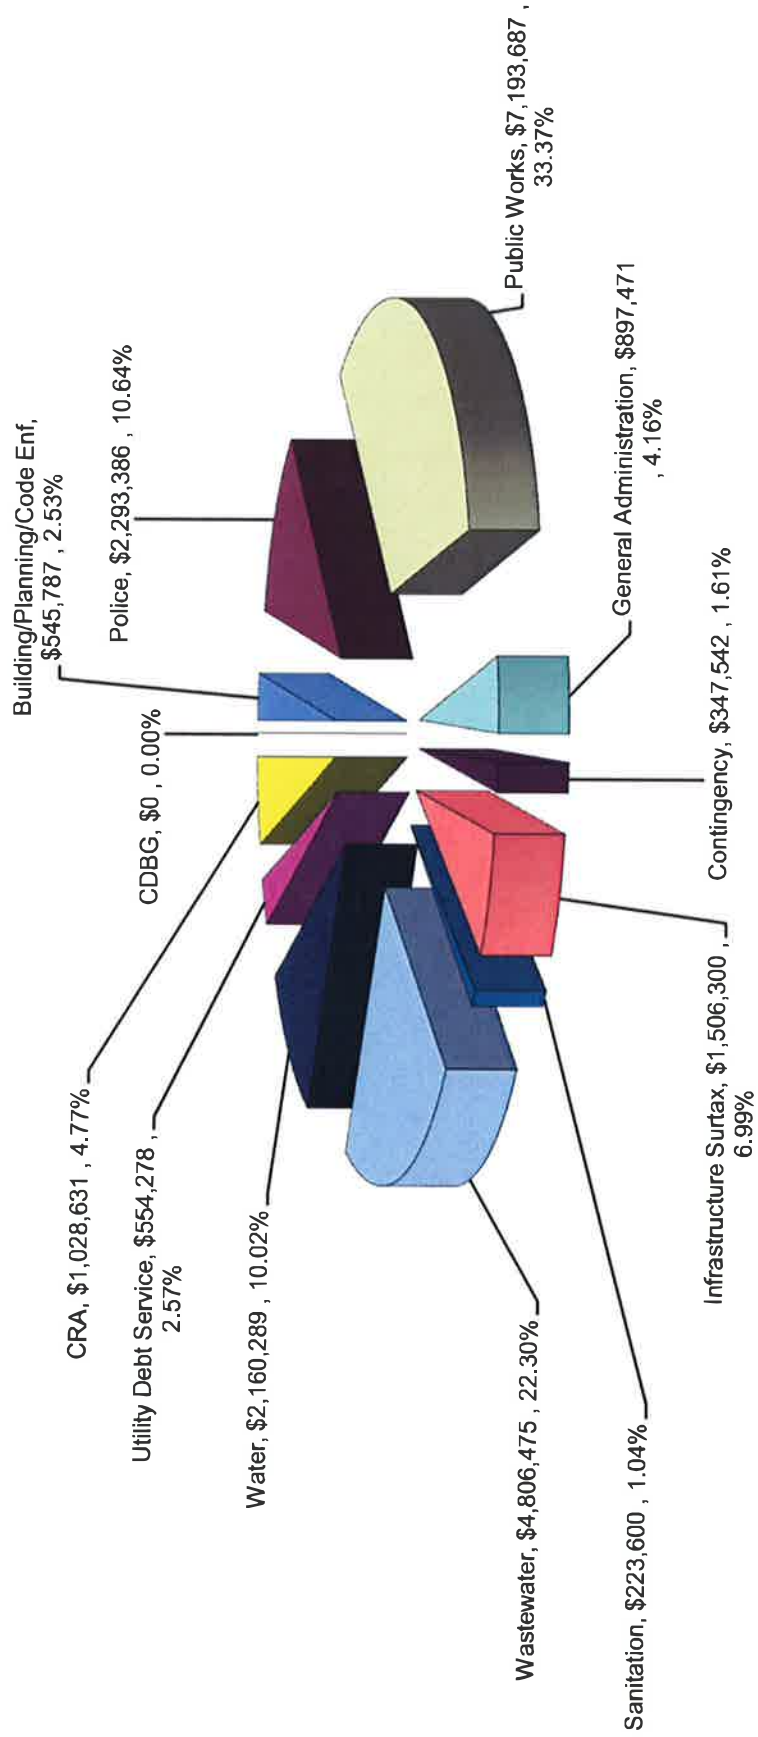 Building/Planning/Code Enf,
$545,787 , 2.53%
Police, $2,293,386 , 10.64%
Public Works, $7,193,687 ,
33.37%
General Administration, $897,471
, 4.16%
Contingency, $347,542 , 1.61%
Infrastructure Surtax, $1,506,300 ,
6.99%
Sanitation, $223,600 , 1.04%
Wastewater, $4,806,475 , 22.30%
Water, $2,160,289 , 10.02%
Utility Debt Service, $554,278 ,
2.57%
CRA, $1,028,631 , 4.77%
CDBG, $0 , 0.00%